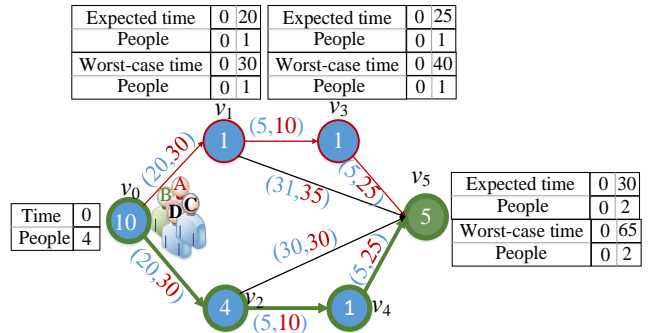 Expected time 0 20
People 0 1
Worst-case time 0 30
People 0 1
Expected time 0 25
People 0 1
Worst-case time 0 40
People 0 1
v1
v3
(20,30)
1
(5,10)
1
(31,35)
(5,25)
v0
B A
D C
10
Time 0
People 4
v5
5
Expected time 0 30
People 0 2
Worst-case time 0 65
People 0 2
(20,30)
(30,30)
(5,25)
4
v2
(5,10)
1
v4